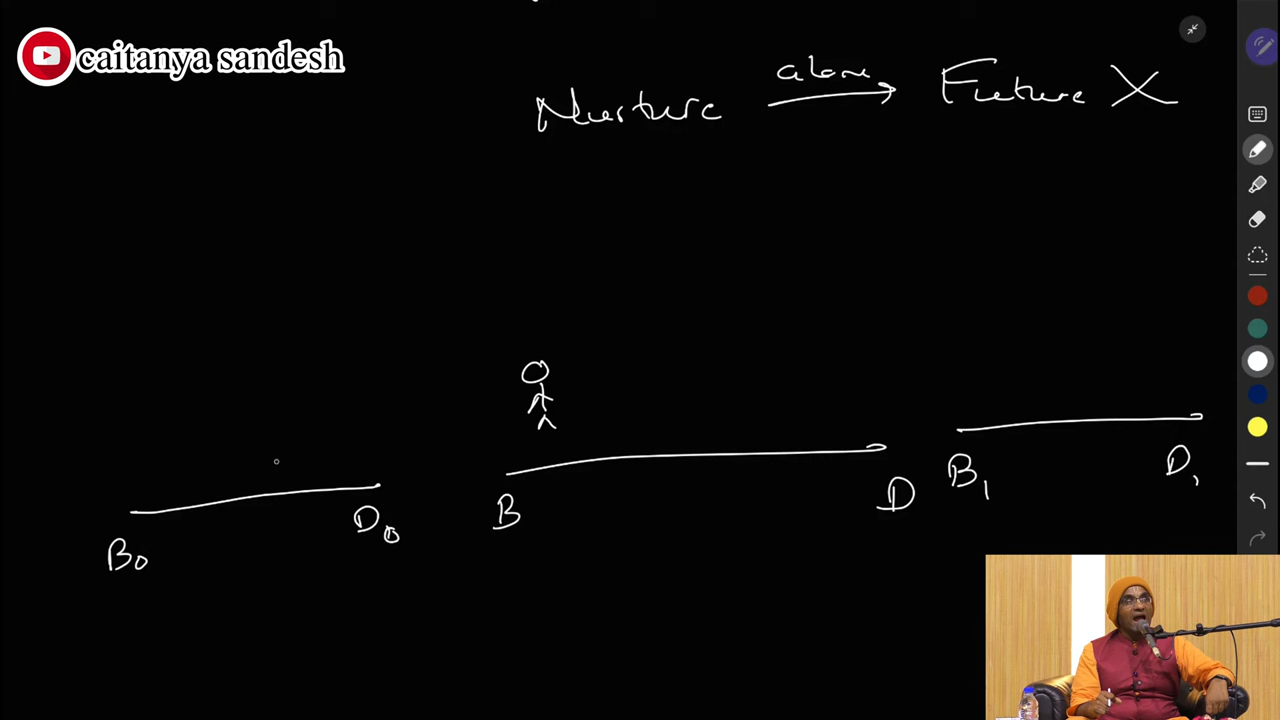 caitanya sandesh
alone
Nurture → Future X
B D B₁ D₁
B₀ D₀